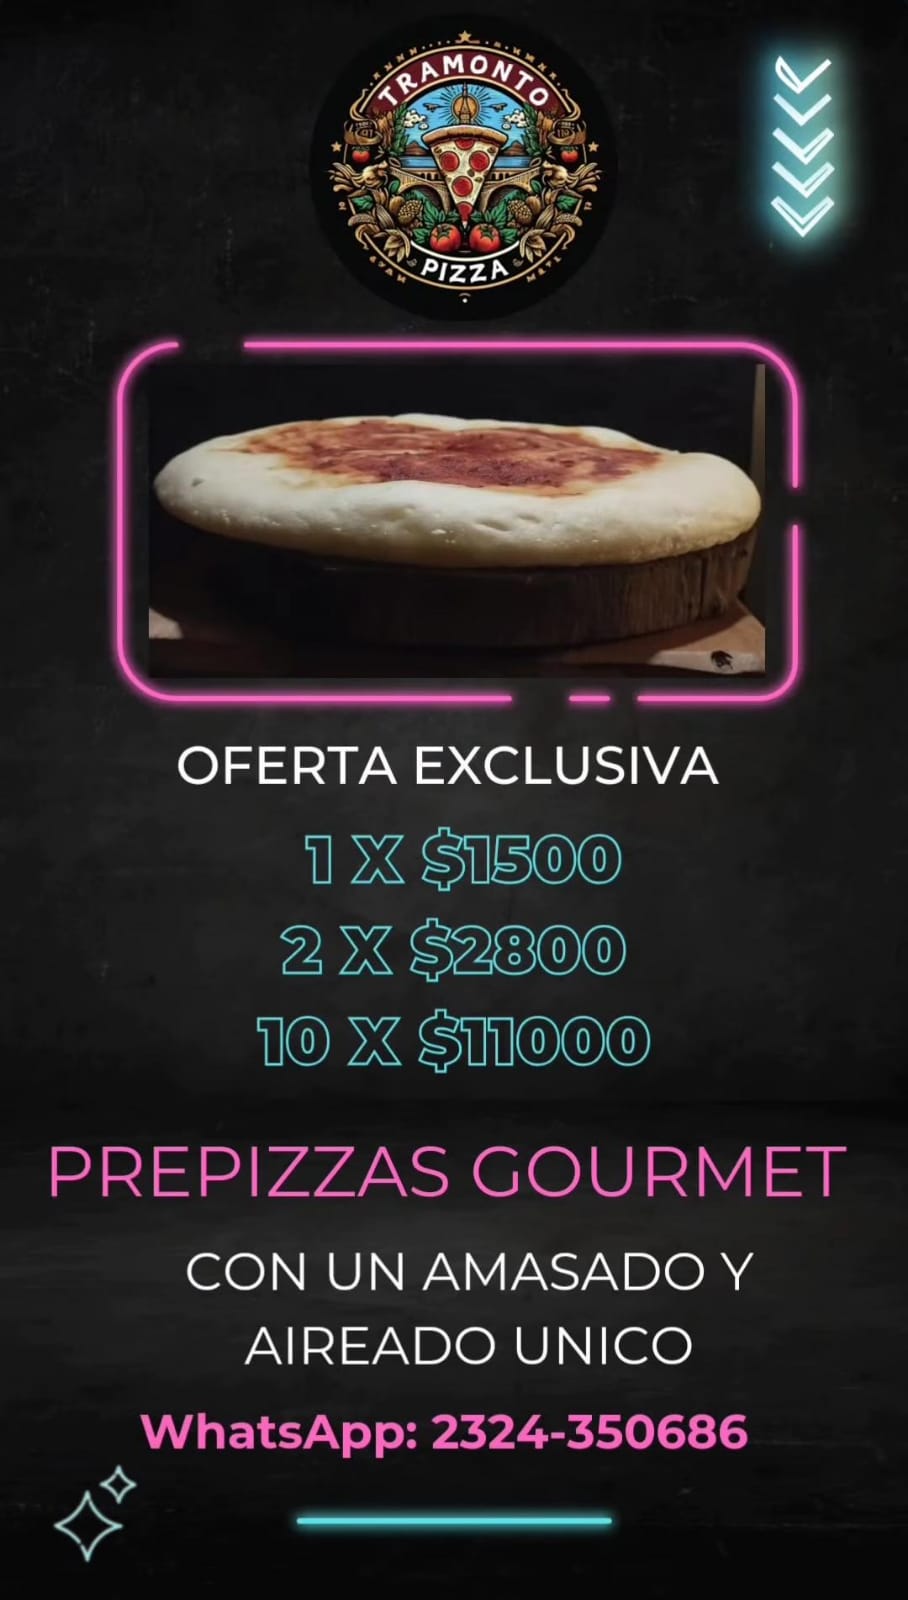 TRAMONTO
PIZZA
OFERTA EXCLUSIVA
1 X $1500
2 X $2800
10 X $11000
PREPIZZAS GOURMET
CON UN AMASADO Y
AIREADO UNICO
WhatsApp: 2324-350686